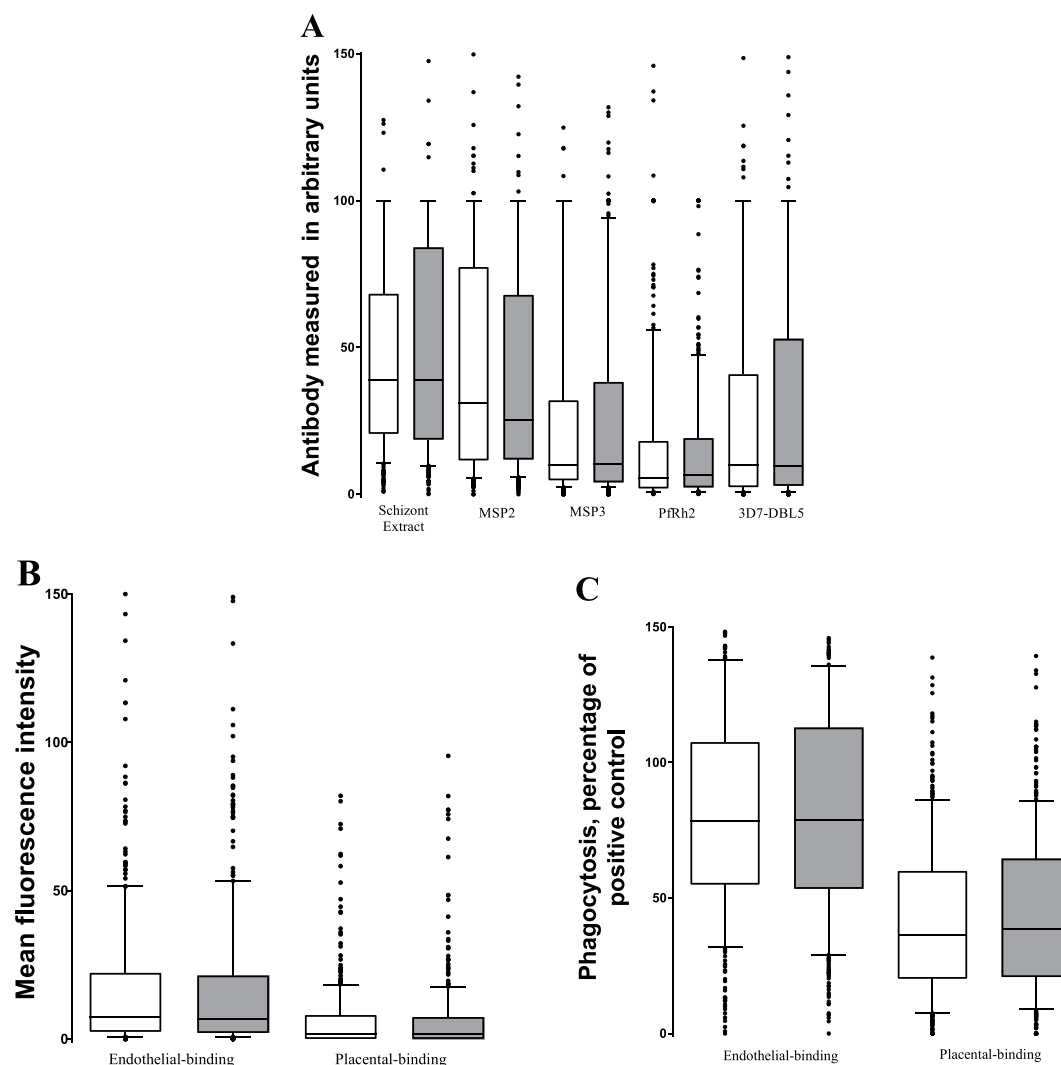 A
Antibody measured in arbitrary units
150
100
50
0
Schizont
Extract
MSP2
MSP3
PfRh2
3D7-DBL5
B
Mean fluorescence intensity
150
100
50
0
Endothelial-binding
Placental-binding
C
Phagocytosis, percentage of
positive control
150
100
50
0
Endothelial-binding
Placental-binding